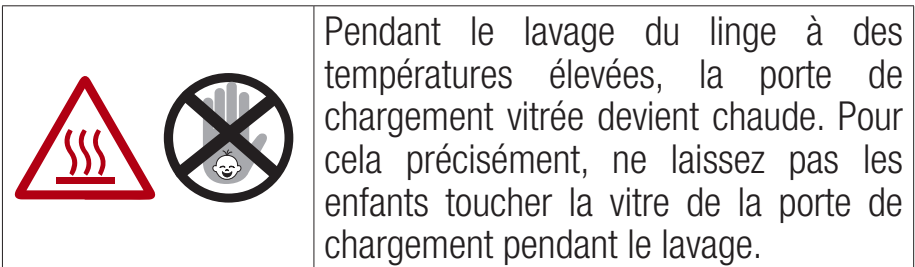 Pendant le lavage du linge à des
températures élevées, la porte de
chargement vitrée devient chaude. Pour
cela précisément, ne laissez pas les
enfants toucher la vitre de la porte de
chargement pendant le lavage.